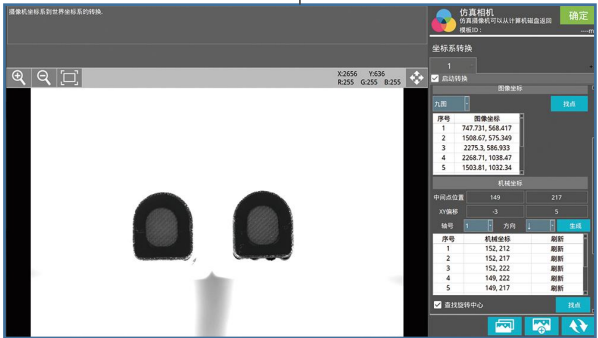 摄像机坐标系到世界坐标系的转换.
仿真相机
仿真摄像机可以从计算机磁盘返回
模板ID： ---m
确定
X:2656 Y:636
R:255 G:255 B:255
坐标系转换
1
启动转换
图像坐标
九图
找点
序号 图像坐标
1 747.731, 568.417
2 1508.67, 575.349
3 2275.3, 586.933
4 2268.71, 1038.47
5 1503.81, 1032.34
机械坐标
中间点位置 149 217
XY偏移 -3 5
轴号 1 方向 ↓ 生成
序号 机械坐标 刷新
1 152, 212 刷新
2 152, 217 刷新
3 152, 222 刷新
4 149, 222 刷新
5 149, 217 刷新
查找旋转中心 找点